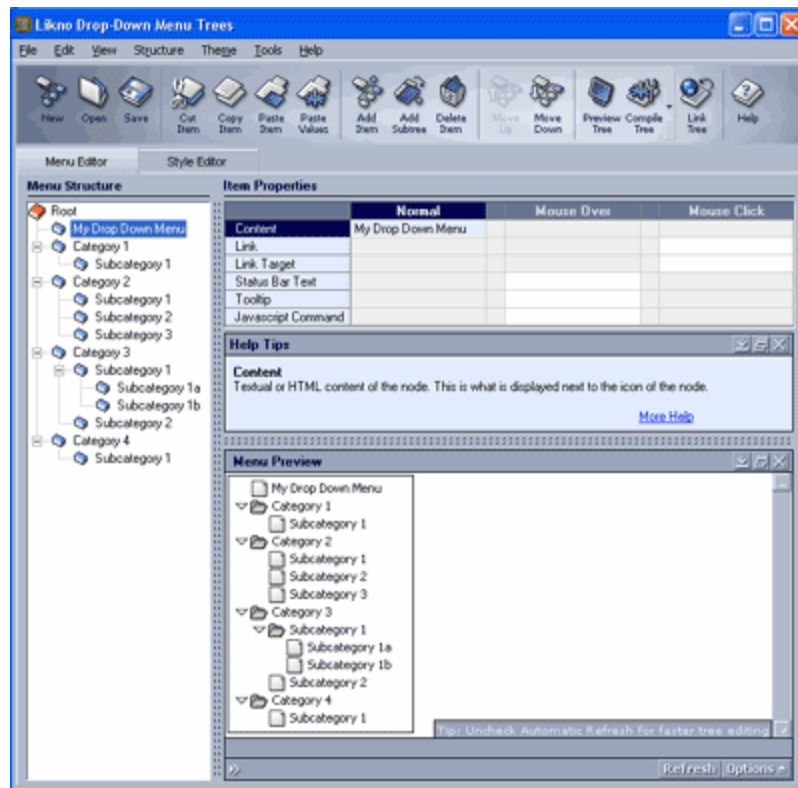 Likno Drop-Down Menu Trees
File Edit View Structure Theme Tools Help
New Open Save Cut Item Copy Item Paste Item Paste Values Add Item Add Subtree Delete Item Move Up Move Down Preview Tree Compile Tree Link Tree Help
Menu Editor Style Editor
Menu Structure
Root
My Drop Down Menu
Category 1
Subcategory 1
Category 2
Subcategory 1
Subcategory 2
Subcategory 3
Category 3
Subcategory 1
Subcategory 1a
Subcategory 1b
Subcategory 2
Category 4
Subcategory 1
Item Properties
Normal Mouse Over Mouse Click
Content My Drop Down Menu
Link
Link Target
Status Bar Text
Tooltip
Javascript Command
Help Tips
Content
Textual or HTML content of the node. This is what is displayed next to the icon of the node.
More Help
Menu Preview
My Drop Down Menu
Category 1
Subcategory 1
Category 2
Subcategory 1
Subcategory 2
Subcategory 3
Category 3
Subcategory 1
Subcategory 1a
Subcategory 1b
Subcategory 2
Category 4
Subcategory 1
Tip: Uncheck Automatic Refresh for faster tree editing
Refresh Options